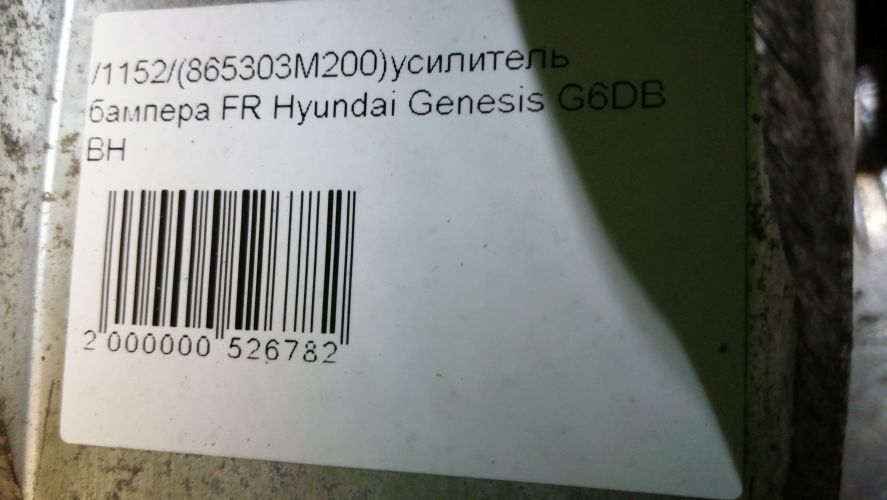 /1152/(865303M200)усилитель
бампера FR Hyundai Genesis G6DB
BH
2 000000 526782